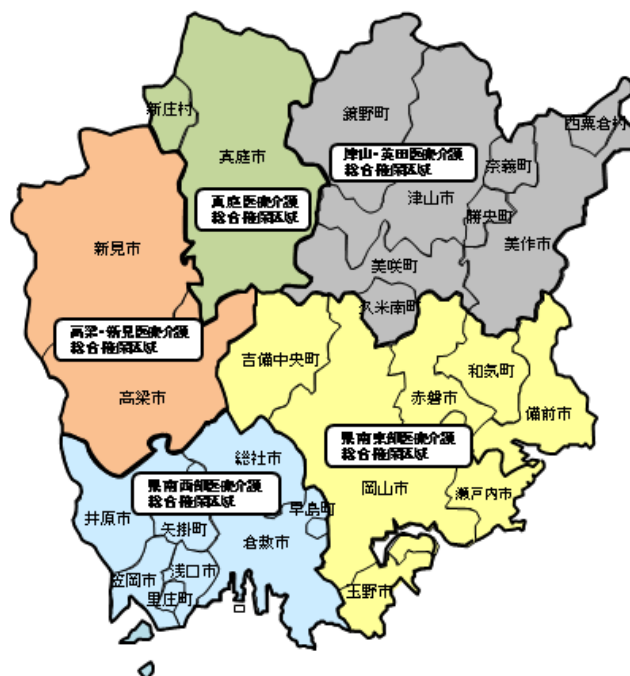 鏡野町
新庄村
西粟倉村
真庭市
津山・英田医療介護
総合確保区域
奈義町
津山市
真庭医療介護
総合確保区域
勝央町
新見市
美作市
美咲町
久米南町
高梁・新見医療介護
総合確保区域
吉備中央町
和気町
高梁市
赤磐市
備前市
県南東部医療介護
総合確保区域
総社市
県南西部医療介護
総合確保区域
岡山市
瀬戸内市
早島町
井原市
矢掛町
倉敷市
浅口市
笠岡市
玉野市
里庄町